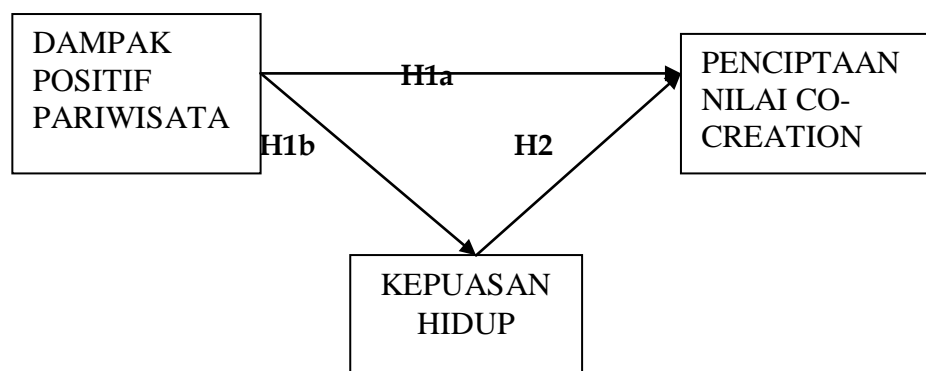 DAMPAK
POSITIF
PARIWISATA
H1a
PENCIPTAAN
NILAI CO-
CREATION
H1b
H2
KEPUASAN
HIDUP